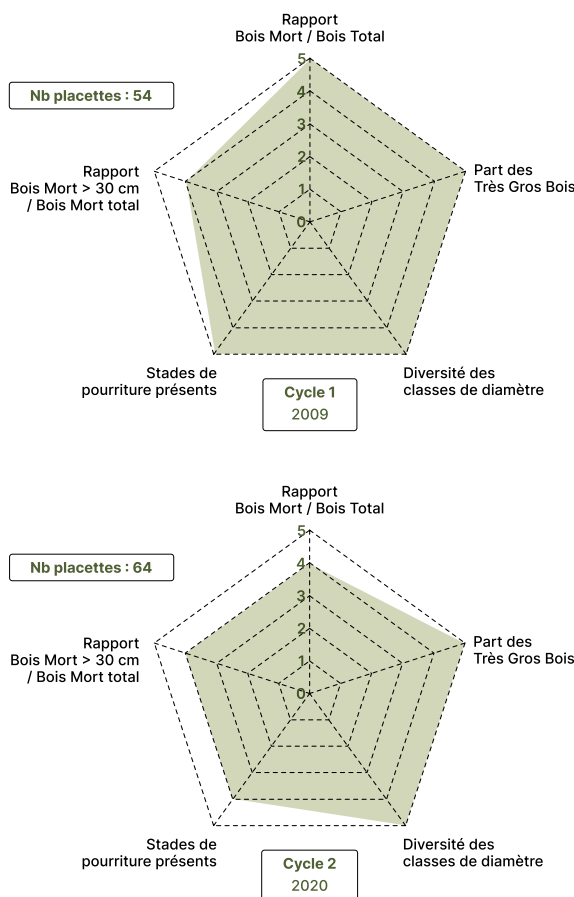 Rapport
Bois Mort / Bois Total
5
Nb placettes : 54
4
3
Rapport
Bois Mort > 30 cm
/ Bois Mort total
Part des
Très Gros Bois
2
1
0
Stades de
pourriture présents
Diversité des
classes de diamètre
Cycle 1
2009
Rapport
Bois Mort / Bois Total
5
Nb placettes : 64
4
3
Rapport
Bois Mort > 30 cm
/ Bois Mort total
Part des
Très Gros Bois
2
1
0
Stades de
pourriture présents
Diversité des
classes de diamètre
Cycle 2
2020